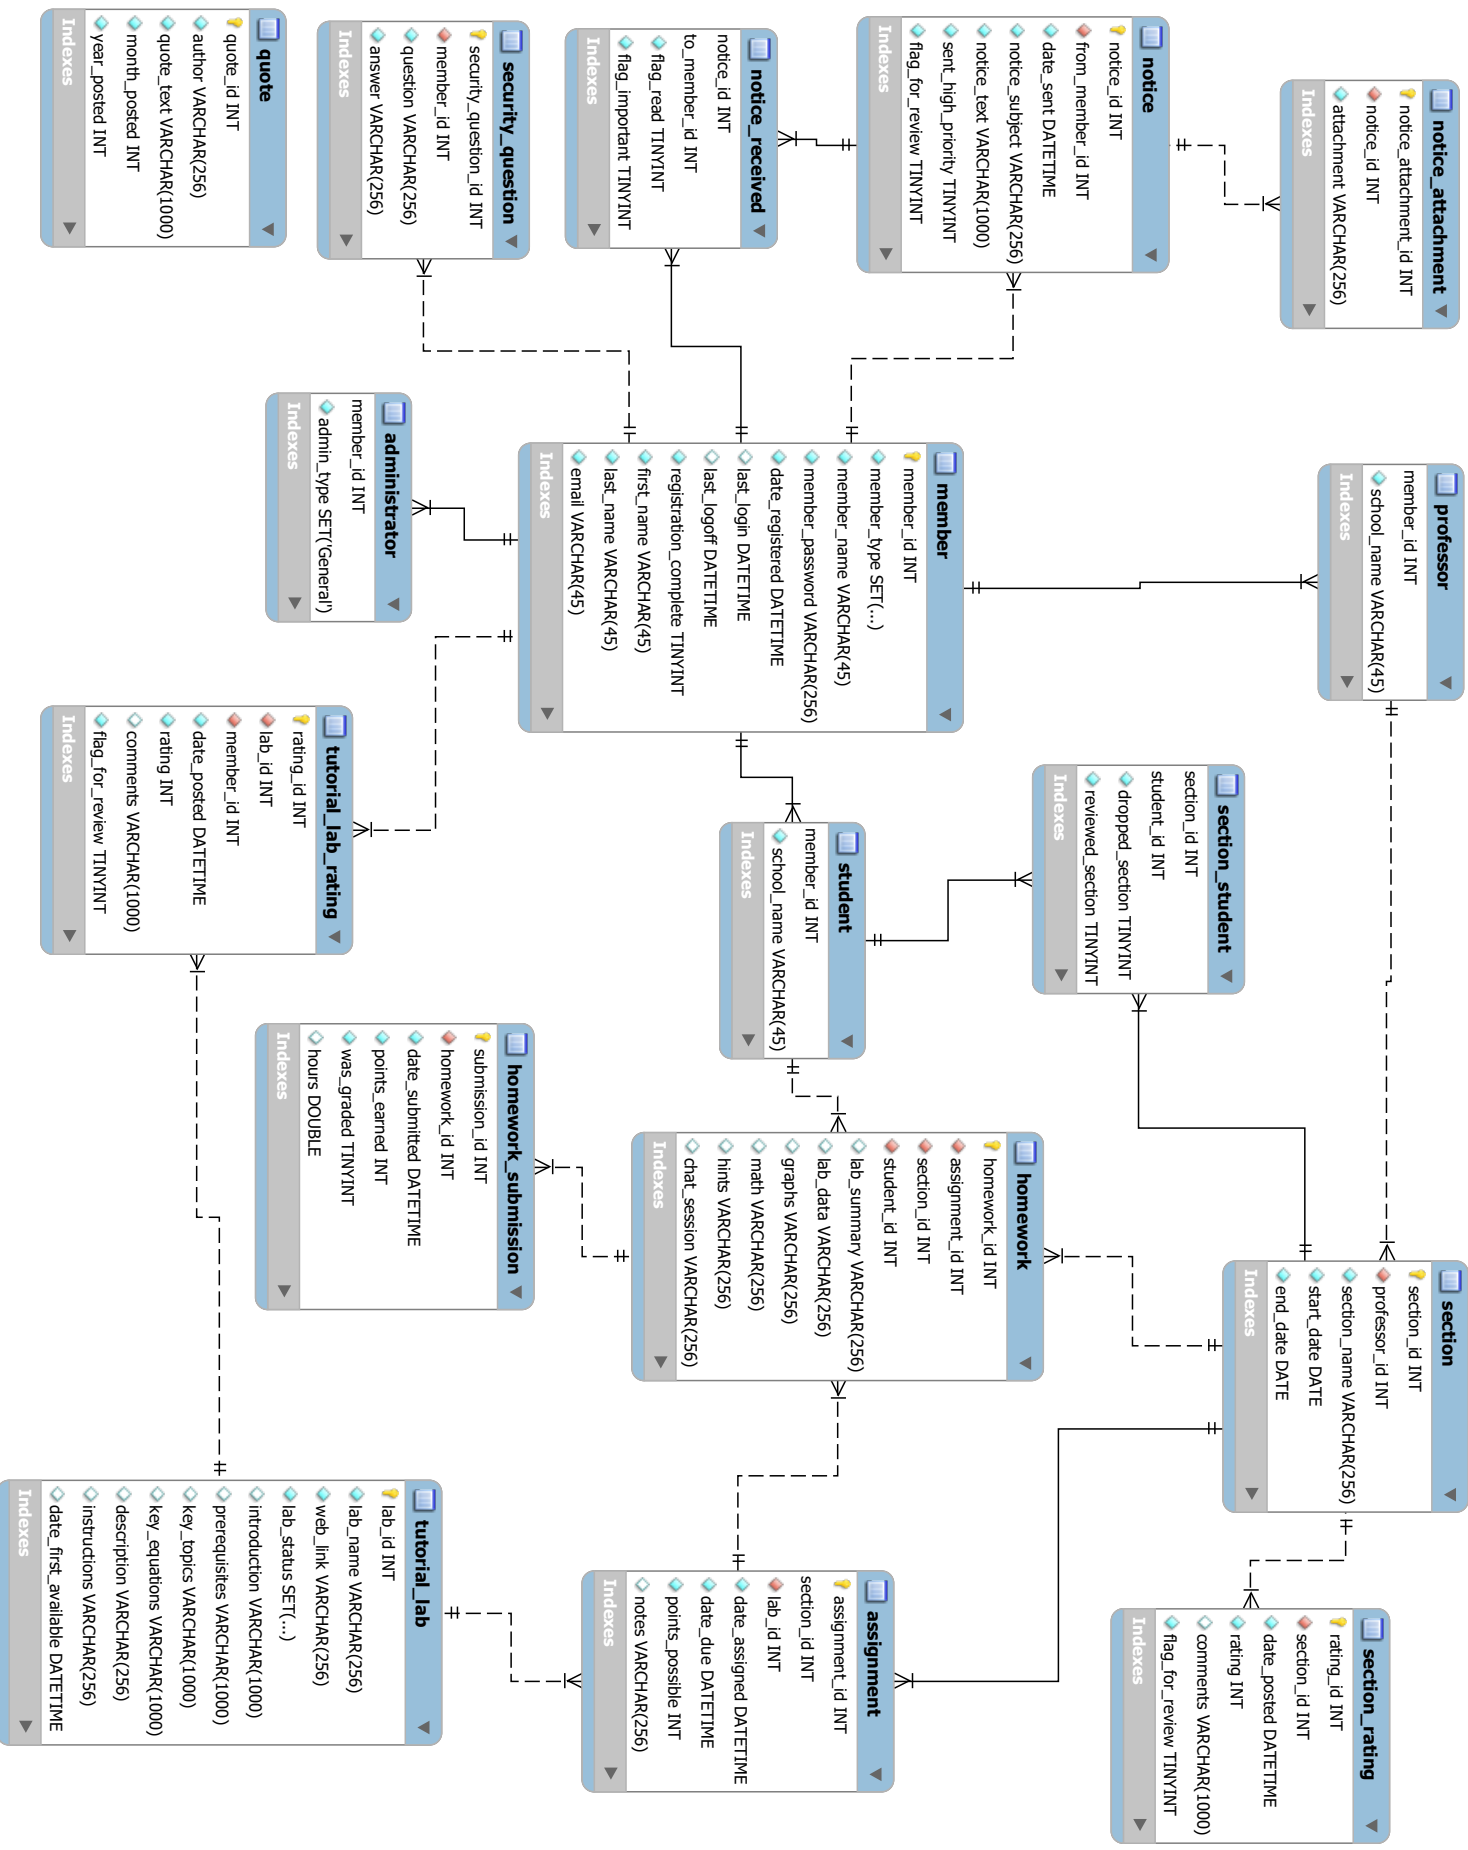 quote
quote_id INT
author VARCHAR(256)
quote_text VARCHAR(1000)
month_posted INT
year_posted INT
Indexes
security_question
security_question_id INT
member_id INT
question VARCHAR(256)
answer VARCHAR(256)
Indexes
notice_received
notice_id INT
to_member_id INT
flag_read TINYINT
flag_important TINYINT
Indexes
notice
notice_id INT
from_member_id INT
date_sent DATETIME
notice_subject VARCHAR(256)
notice_text VARCHAR(1000)
sent_high_priority TINYINT
flag_for_review TINYINT
Indexes
notice_attachment
notice_attachment_id INT
notice_id INT
attachment VARCHAR(256)
Indexes
administrator
member_id INT
admin_type SET('General')
Indexes
member
member_id INT
member_type SET(...)
member_name VARCHAR(45)
member_password VARCHAR(256)
date_registered DATETIME
last_login DATETIME
last_logoff DATETIME
registration_complete TINYINT
first_name VARCHAR(45)
last_name VARCHAR(45)
email VARCHAR(45)
Indexes
professor
member_id INT
school_name VARCHAR(45)
Indexes
tutorial_lab_rating
rating_id INT
lab_id INT
member_id INT
date_posted DATETIME
rating INT
comments VARCHAR(1000)
flag_for_review TINYINT
Indexes
student
member_id INT
school_name VARCHAR(45)
Indexes
section_student
section_id INT
student_id INT
dropped_section TINYINT
reviewed_section TINYINT
Indexes
homework_submission
submission_id INT
homework_id INT
date_submitted DATETIME
points_earned INT
was_graded TINYINT
hours DOUBLE
Indexes
homework
homework_id INT
assignment_id INT
section_id INT
student_id INT
lab_summary VARCHAR(256)
lab_data VARCHAR(256)
graphs VARCHAR(256)
math VARCHAR(256)
hints VARCHAR(256)
chat_session VARCHAR(256)
Indexes
section
section_id INT
professor_id INT
section_name VARCHAR(256)
start_date DATE
end_date DATE
Indexes
tutorial_lab
lab_id INT
lab_name VARCHAR(256)
web_link VARCHAR(256)
lab_status SET(...)
introduction VARCHAR(1000)
prerequisites VARCHAR(1000)
key_topics VARCHAR(1000)
key_equations VARCHAR(1000)
description VARCHAR(256)
instructions VARCHAR(256)
date_first_available DATETIME
Indexes
assignment
assignment_id INT
section_id INT
lab_id INT
date_assigned DATETIME
date_due DATETIME
points_possible INT
notes VARCHAR(256)
Indexes
section_rating
rating_id INT
section_id INT
date_posted DATETIME
rating INT
comments VARCHAR(1000)
flag_for_review TINYINT
Indexes